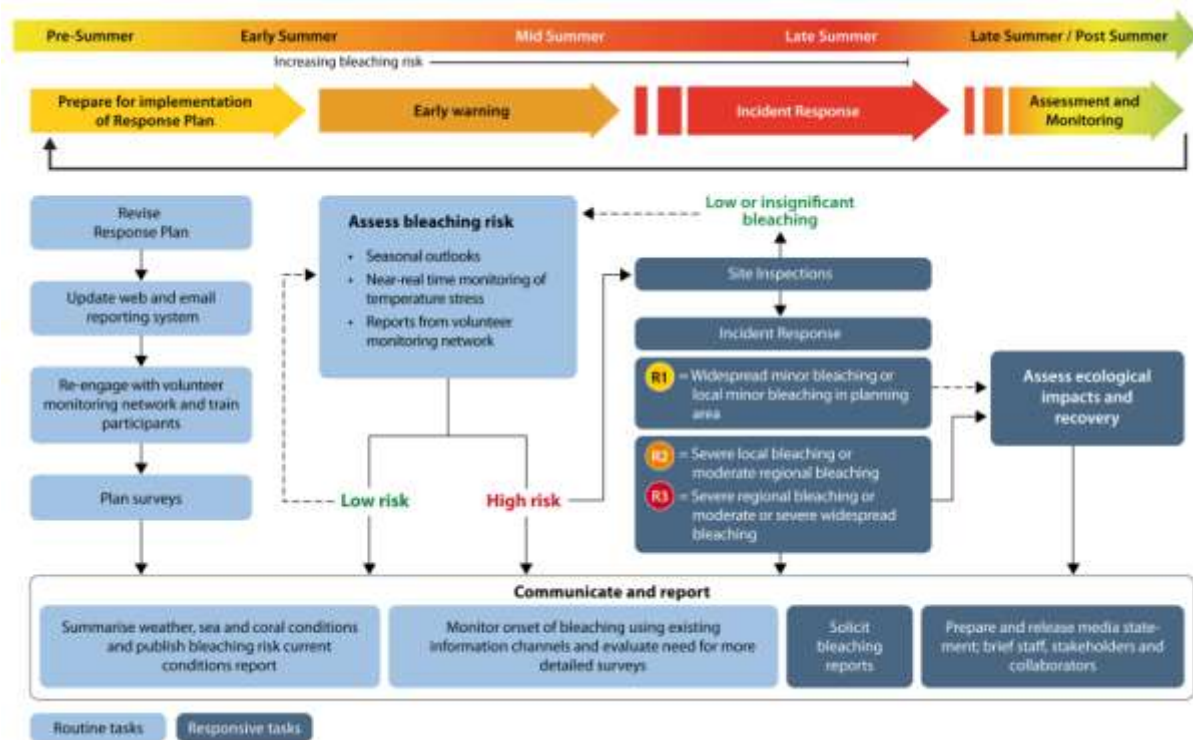 Pre-Summer
Early Summer
Mid Summer
Late Summer
Late Summer / Post Summer
Increasing bleaching risk
Prepare for implementation
of Response Plan
Early warning
Incident Response
Assessment and
Monitoring
Revise
Response Plan
Update web and email
reporting system
Re-engage with volunteer
monitoring network and train
participants
Plan surveys
Assess bleaching risk
• Seasonal outlooks
• Near-real time monitoring of
temperature stress
• Reports from volunteer
monitoring network
Low risk
High risk
Low or insignificant
bleaching
Site Inspections
Incident Response
R1 = Widespread minor bleaching or
local minor bleaching in planning
area
R2 = Severe local bleaching or
moderate regional bleaching
R3 = Severe regional bleaching or
moderate or severe widespread
bleaching
Assess ecological
impacts and
recovery
Communicate and report
Summarise weather, sea and coral conditions
and publish bleaching risk current
conditions report
Monitor onset of bleaching using existing
information channels and evaluate need for more
detailed surveys
Solicit
bleaching
reports
Prepare and release media state-
ment; brief staff, stakeholders and
collaborators
Routine tasks
Responsive tasks